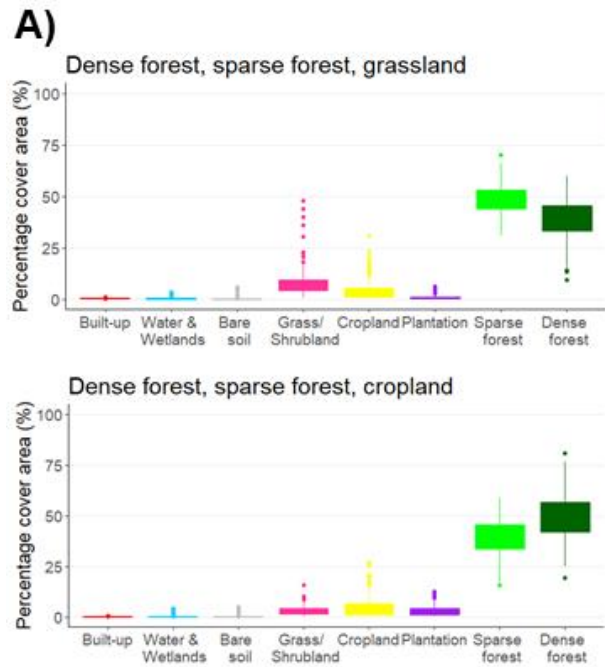 A)
Dense forest, sparse forest, grassland
Percentage cover area (%)
100
75
50
25
0
Built-up Water & Wetlands Bare soil Grass/ Shrubland Cropland Plantation Sparse forest Dense forest
Dense forest, sparse forest, cropland
Percentage cover area (%)
100
75
50
25
0
Built-up Water & Wetlands Bare soil Grass/ Shrubland Cropland Plantation Sparse forest Dense forest